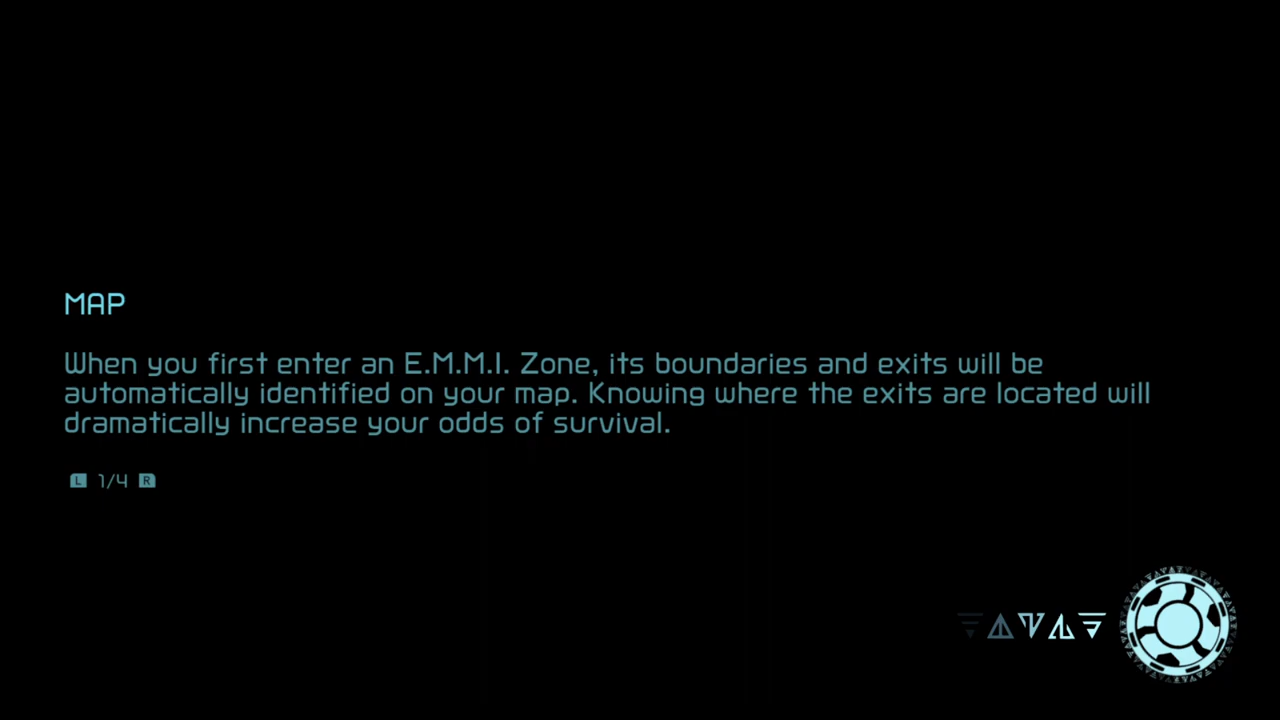 MAP
When you first enter an E.M.M.I. Zone, its boundaries and exits will be
automatically identified on your map. Knowing where the exits are located will
dramatically increase your odds of survival.
L 1/4 R